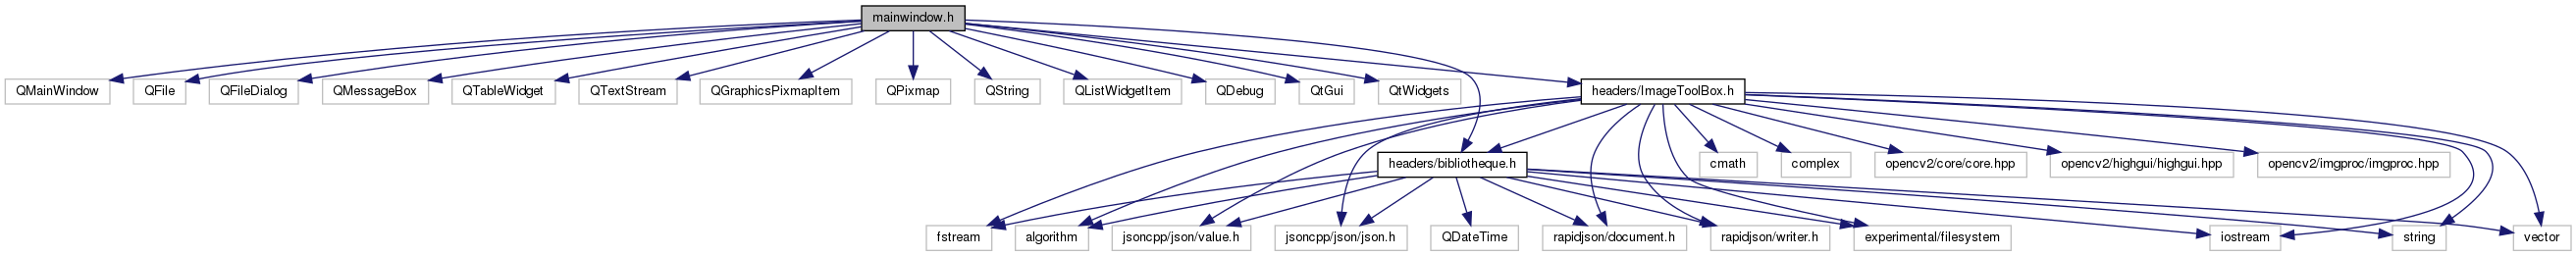 mainwindow.h
QMainWindow
QFile
QFileDialog
QMessageBox
QTableWidget
QTextStream
QGraphicsPixmapItem
QPixmap
QString
QListWidgetItem
QDebug
QtGui
QtWidgets
headers/ImageToolBox.h
headers/bibliotheque.h
cmath
complex
opencv2/core/core.hpp
opencv2/highgui/highgui.hpp
opencv2/imgproc/imgproc.hpp
fstream
algorithm
jsoncpp/json/value.h
jsoncpp/json/json.h
QDateTime
rapidjson/document.h
rapidjson/writer.h
experimental/filesystem
iostream
string
vector